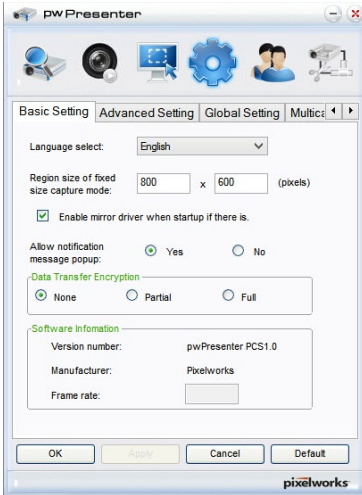 pwPresenter
Basic Setting Advanced Setting Global Setting Multica
Language select: English
Region size of fixed
size capture mode: 800 x 600 (pixels)
Enable mirror driver when startup if there is.
Allow notification
message popup: Yes No
Data Transfer Encryption
None Partial Full
Software Infomation
Version number: pwPresenter PCS1.0
Manufacturer: Pixelworks
Frame rate:
OK Apply Cancel Default
pixelworks